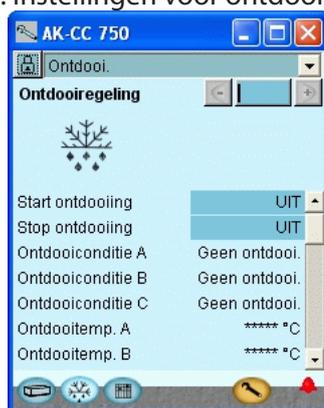 . Instellingen voor ontdooi
AK-CC 750
Ontdooi.
Ontdooiregeling
Start ontdooiing UIT
Stop ontdooiing UIT
Ontdooiconditie A Geen ontdooi.
Ontdooiconditie B Geen ontdooi.
Ontdooiconditie C Geen ontdooi.
Ontdooitemp. A ***** °C
Ontdooitemp. B ***** °C